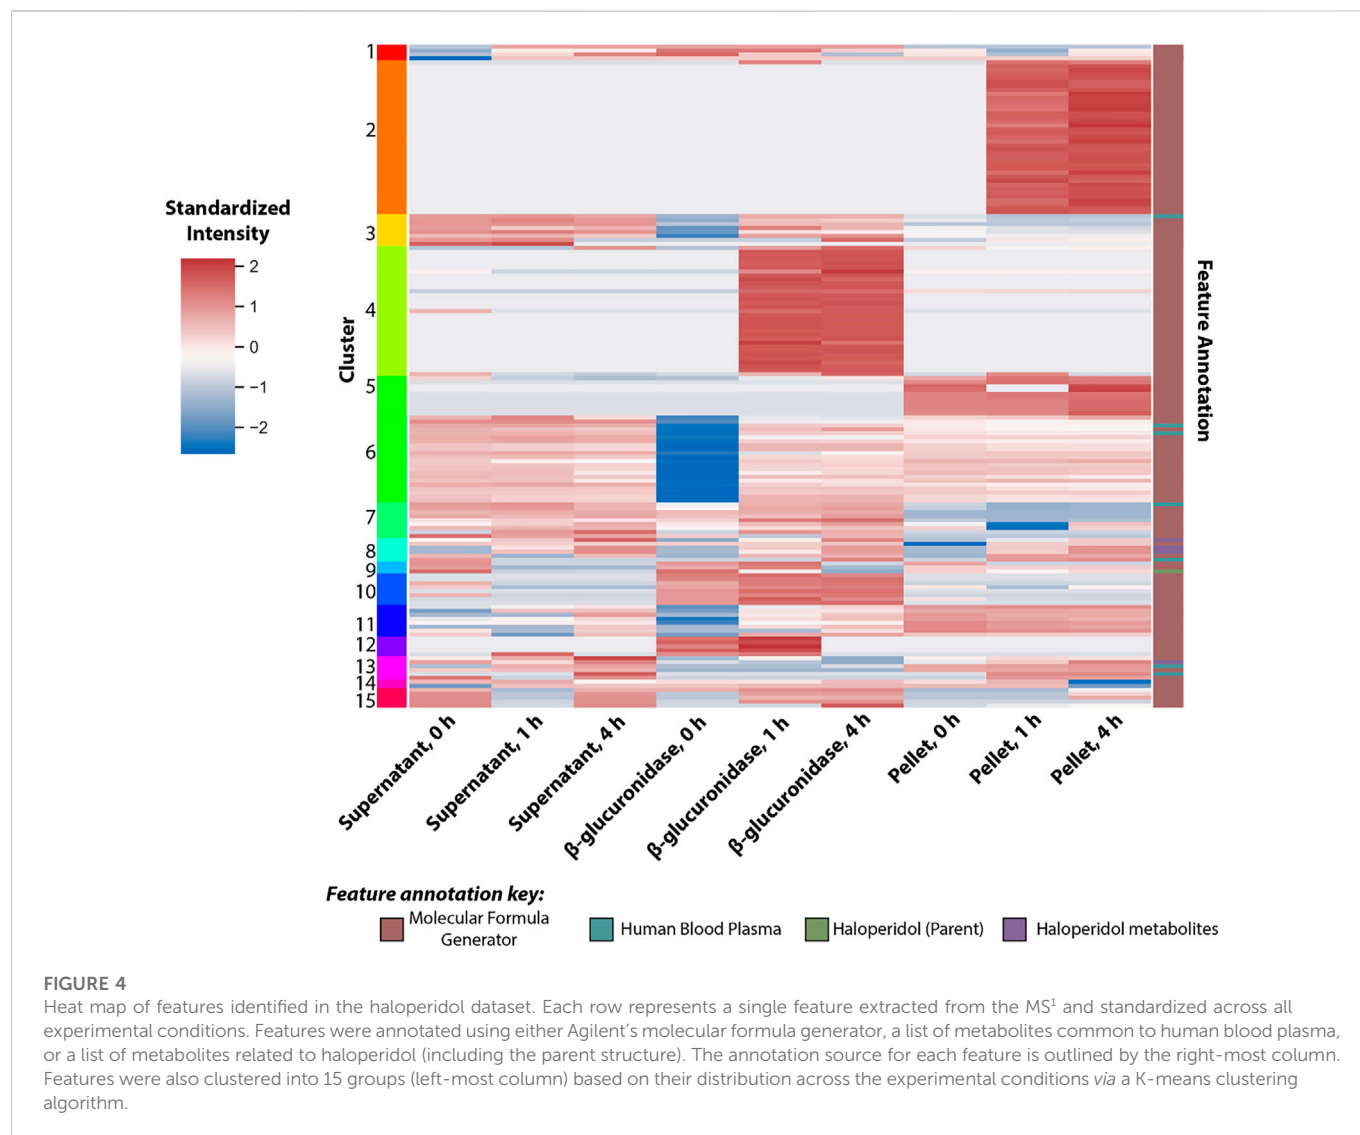 1
2
3
4
5
6
7
8
9
10
11
12
13
14
15
Cluster
Standardized
Intensity
2
1
0
−1
−2
Feature Annotation
Supernatant, 0 h
Supernatant, 1 h
Supernatant, 4 h
β-glucuronidase, 0 h
β-glucuronidase, 1 h
β-glucuronidase, 4 h
Pellet, 0 h
Pellet, 1 h
Pellet, 4 h
Feature annotation key:
Molecular Formula
Generator
Human Blood Plasma
Haloperidol (Parent)
Haloperidol metabolites
FIGURE 4
Heat map of features identified in the haloperidol dataset. Each row represents a single feature extracted from the MS¹ and standardized across all
experimental conditions. Features were annotated using either Agilent's molecular formula generator, a list of metabolites common to human blood plasma,
or a list of metabolites related to haloperidol (including the parent structure). The annotation source for each feature is outlined by the right-most column.
Features were also clustered into 15 groups (left-most column) based on their distribution across the experimental conditions via a K-means clustering
algorithm.